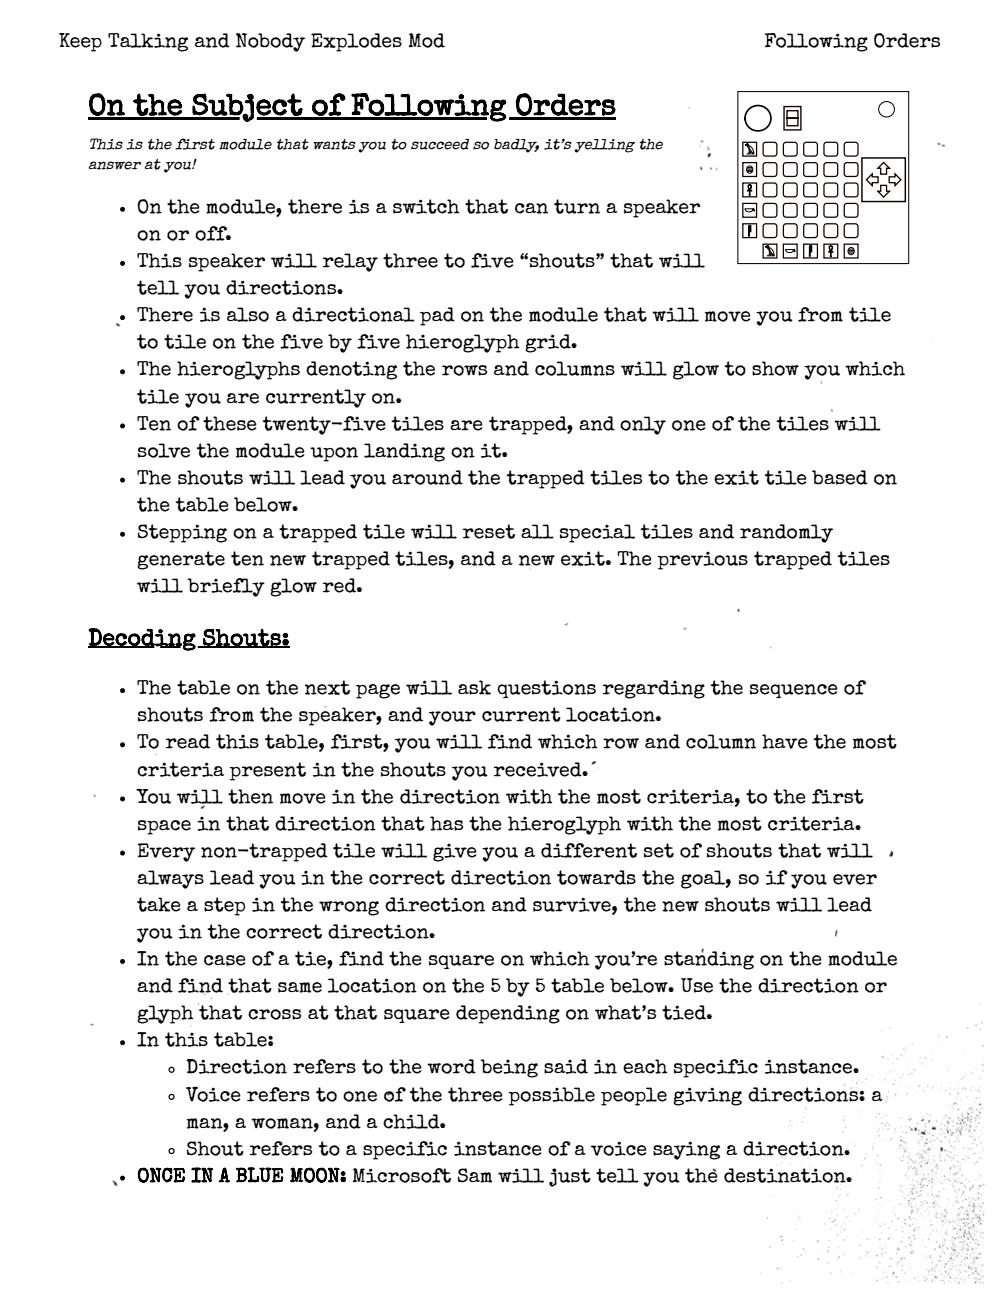 Keep Talking and Nobody Explodes Mod
Following Orders
On the Subject of Following Orders
This is the first module that wants you to succeed so badly, it's yelling the
answer at you!
• On the module, there is a switch that can turn a speaker
on or off.
• This speaker will relay three to five “shouts” that will
tell you directions.
• There is also a directional pad on the module that will move you from tile
to tile on the five by five hieroglyph grid.
• The hieroglyphs denoting the rows and columns will glow to show you which
tile you are currently on.
• Ten of these twenty-five tiles are trapped, and only one of the tiles will
solve the module upon landing on it.
• The shouts will lead you around the trapped tiles to the exit tile based on
the table below.
• Stepping on a trapped tile will reset all special tiles and randomly
generate ten new trapped tiles, and a new exit. The previous trapped tiles
will briefly glow red.
Decoding Shouts:
• The table on the next page will ask questions regarding the sequence of
shouts from the speaker, and your current location.
• To read this table, first, you will find which row and column have the most
criteria present in the shouts you received.
• You will then move in the direction with the most criteria, to the first
space in that direction that has the hieroglyph with the most criteria.
• Every non-trapped tile will give you a different set of shouts that will
always lead you in the correct direction towards the goal, so if you ever
take a step in the wrong direction and survive, the new shouts will lead
you in the correct direction.
• In the case of a tie, find the square on which you're standing on the module
and find that same location on the 5 by 5 table below. Use the direction or
glyph that cross at that square depending on what's tied.
• In this table:
◦ Direction refers to the word being said in each specific instance.
◦ Voice refers to one of the three possible people giving directions: a
man, a woman, and a child.
◦ Shout refers to a specific instance of a voice saying a direction.
• ONCE IN A BLUE MOON: Microsoft Sam will just tell you the destination.